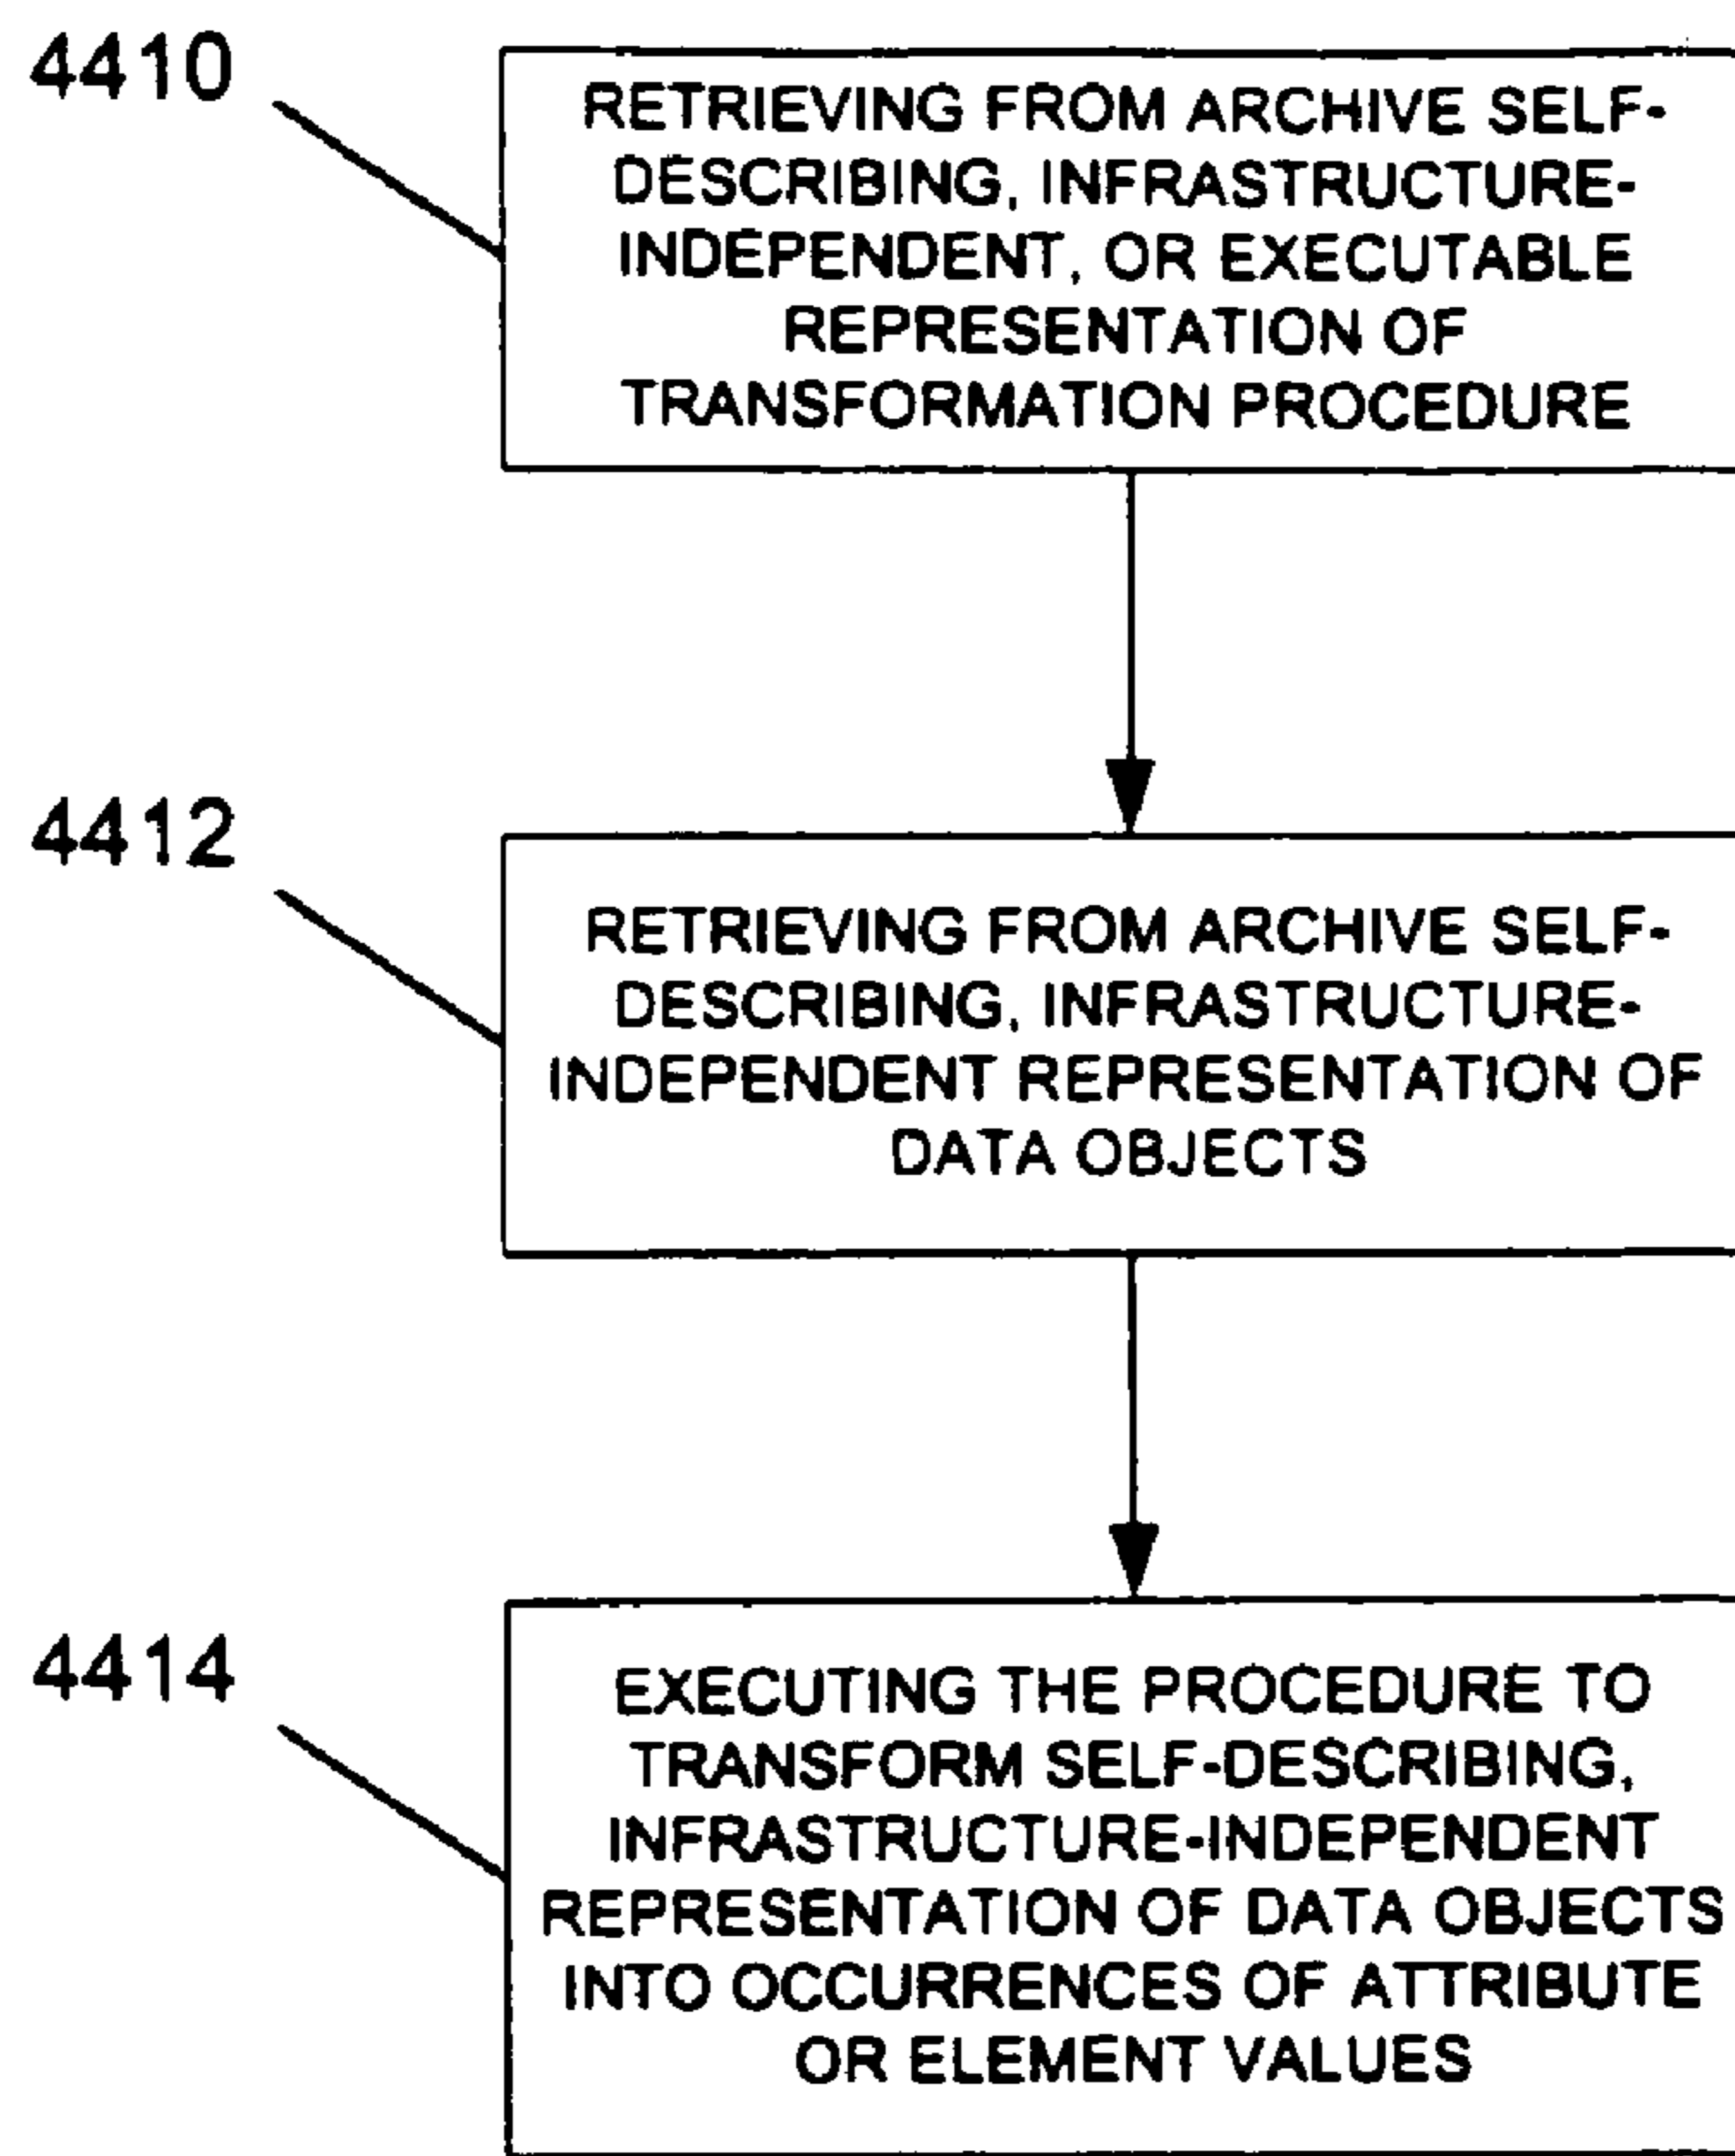 4410
RETRIEVING FROM ARCHIVE SELF-
DESCRIBING, INFRASTRUCTURE-
INDEPENDENT, OR EXECUTABLE
REPRESENTATION OF
TRANSFORMATION PROCEDURE
4412
RETRIEVING FROM ARCHIVE SELF-
DESCRIBING, INFRASTRUCTURE-
INDEPENDENT REPRESENTATION OF
DATA OBJECTS
4414
EXECUTING THE PROCEDURE TO
TRANSFORM SELF-DESCRIBING,
INFRASTRUCTURE-INDEPENDENT
REPRESENTATION OF DATA OBJECTS
INTO OCCURRENCES OF ATTRIBUTE
OR ELEMENT VALUES